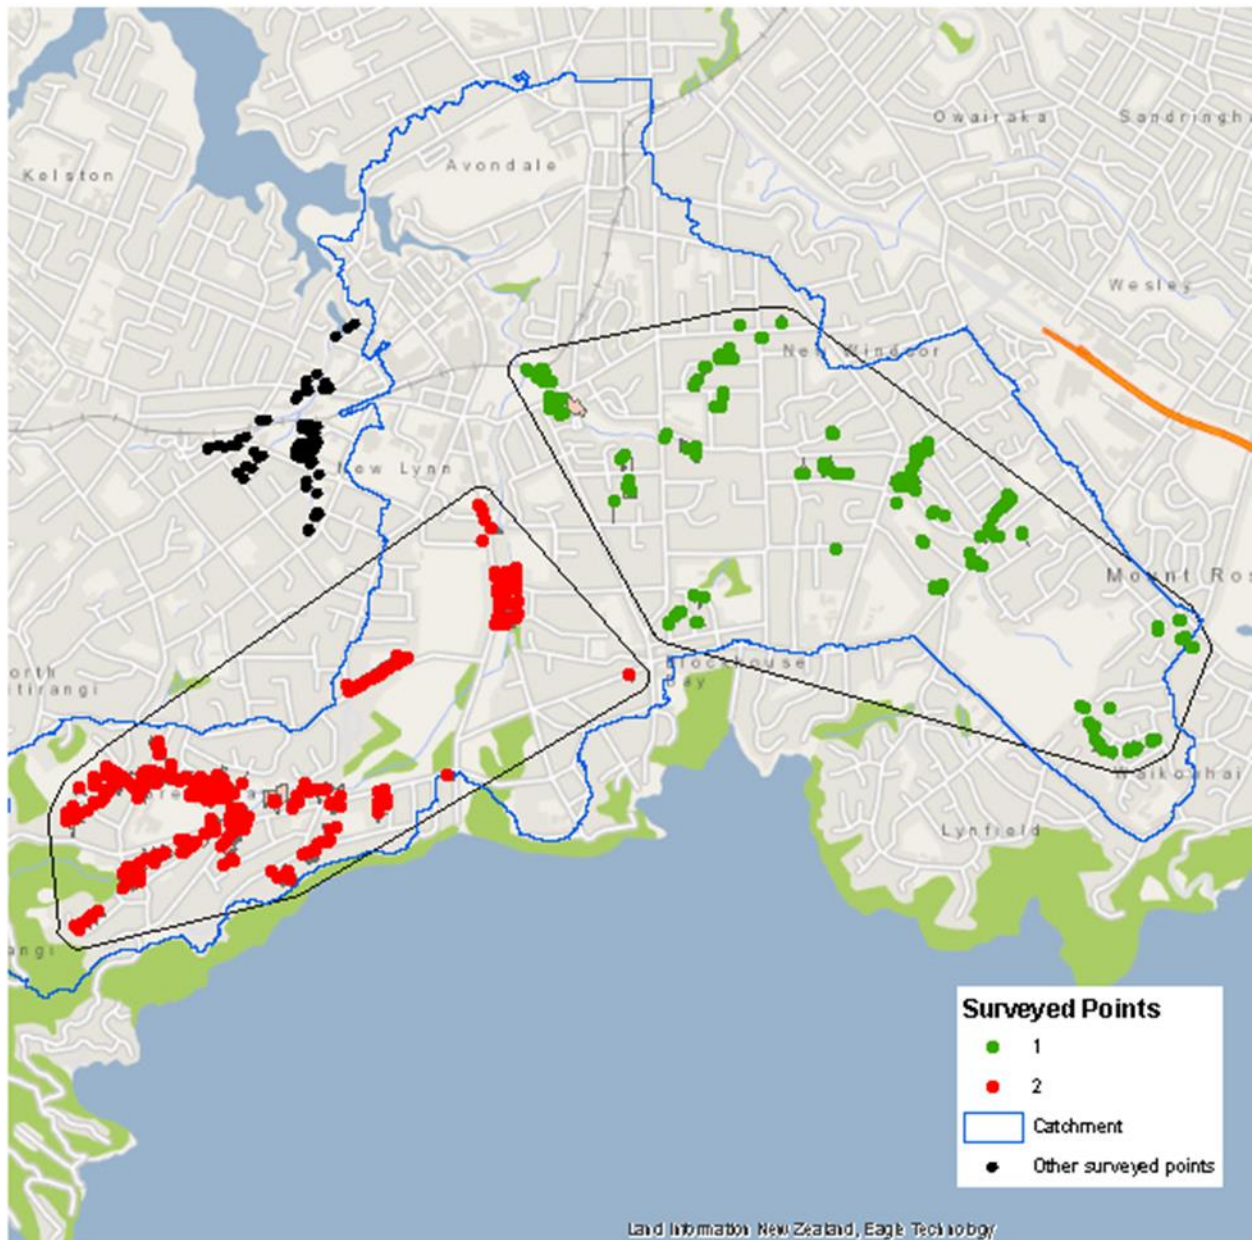 Owairaka
Sandringh
Avondale
Kelston
Wesley
New Windsor
New Lynn
Mount Ros
Blockhouse
Bay
orth
itirangi
Waikowhai
Lynfield
angi
Surveyed Points
1
2
Catchment
Other surveyed points
Land Information New Zealand, Eagle Technology